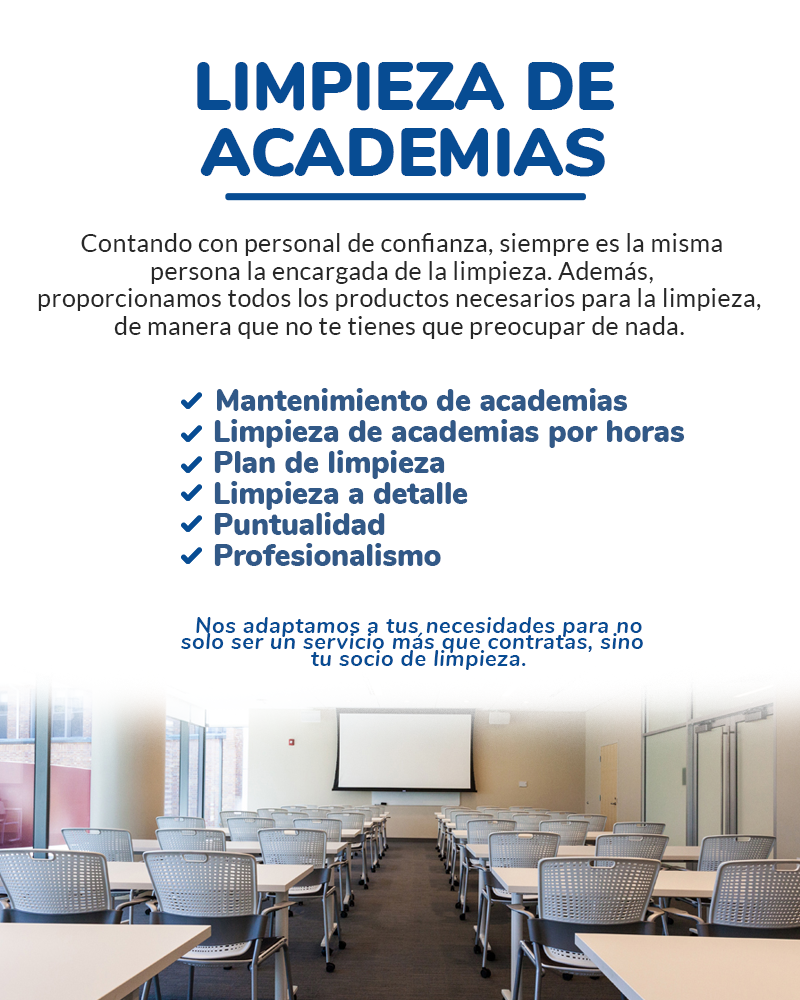 LIMPIEZA DE
ACADEMIAS
Contando con personal de confianza, siempre es la misma
persona la encargada de la limpieza. Además,
proporcionamos todos los productos necesarios para la limpieza,
de manera que no te tienes que preocupar de nada.
Mantenimiento de academias
Limpieza de academias por horas
Plan de limpieza
Limpieza a detalle
Puntualidad
Profesionalismo
Nos adaptamos a tus necesidades para no
solo ser un servicio más que contratas, sino
tu socio de limpieza.